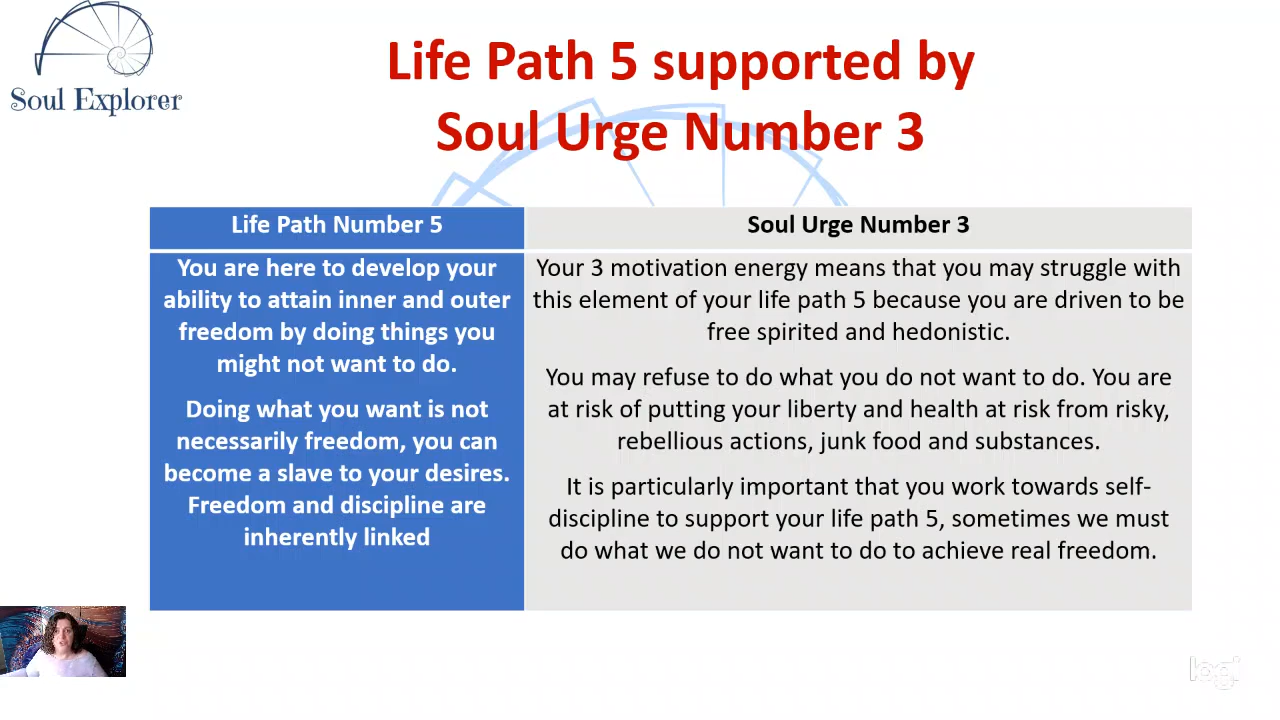 Soul Explorer
Life Path 5 supported by
Soul Urge Number 3
Life Path Number 5
Soul Urge Number 3
You are here to develop your
ability to attain inner and outer
freedom by doing things you
might not want to do.
Doing what you want is not
necessarily freedom, you can
become a slave to your desires.
Freedom and discipline are
inherently linked
Your 3 motivation energy means that you may struggle with
this element of your life path 5 because you are driven to be
free spirited and hedonistic.
You may refuse to do what you do not want to do. You are
at risk of putting your liberty and health at risk from risky,
rebellious actions, junk food and substances.
It is particularly important that you work towards self-
discipline to support your life path 5, sometimes we must
do what we do not want to do to achieve real freedom.